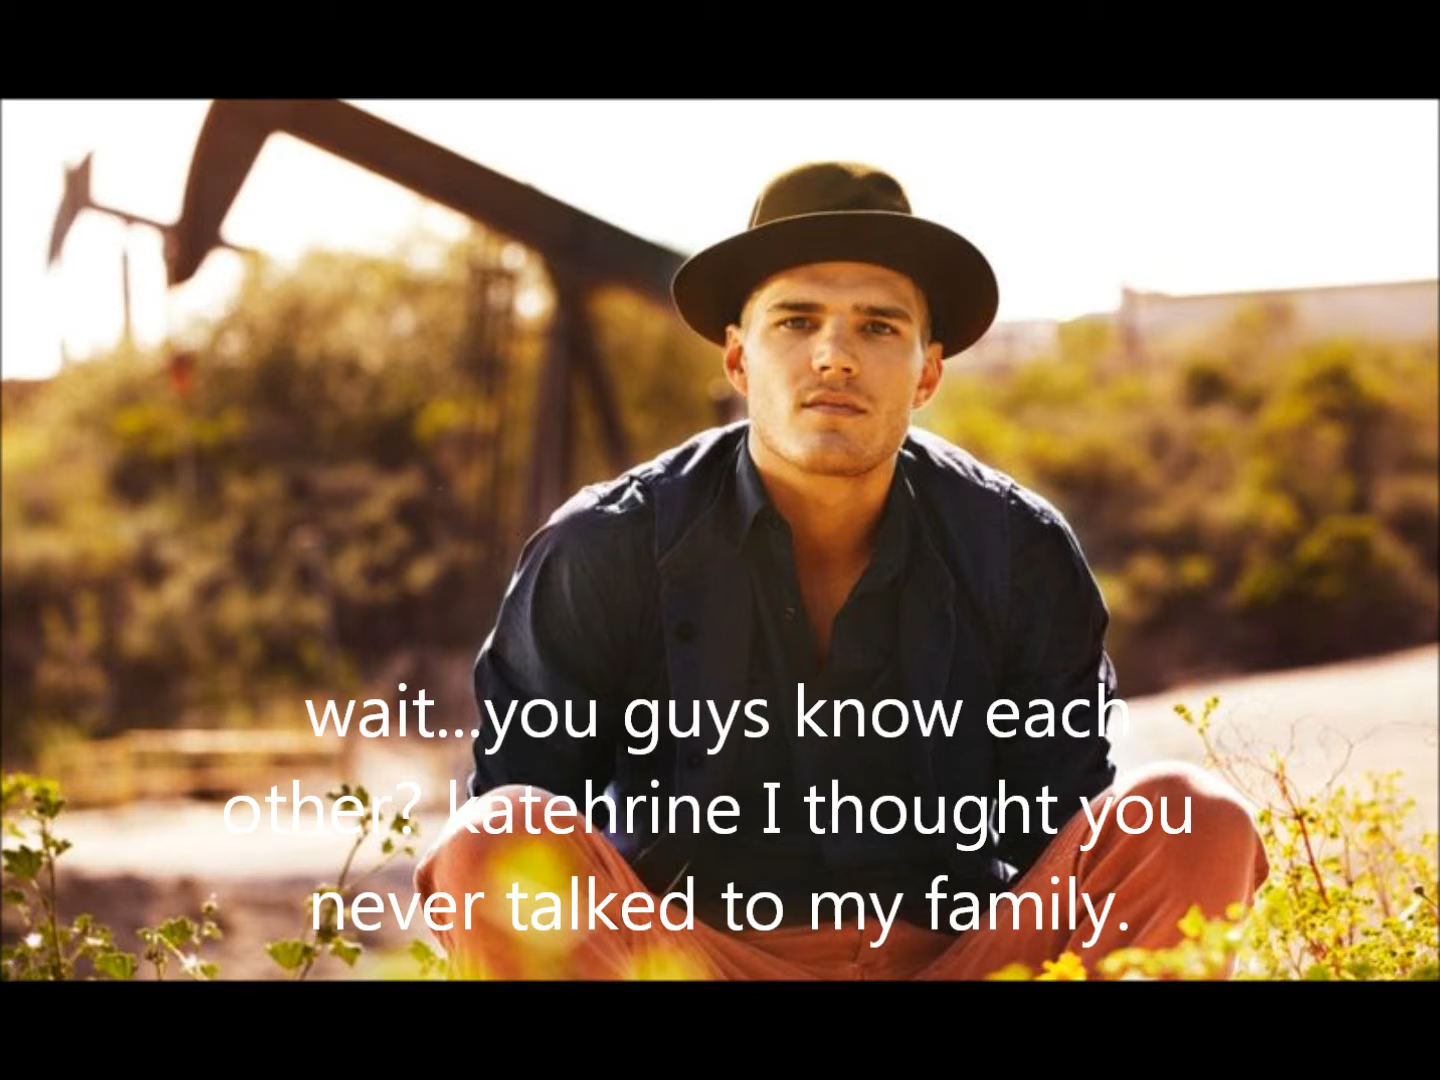 wait...you guys know each
other? katehrine I thought you
never talked to my family.